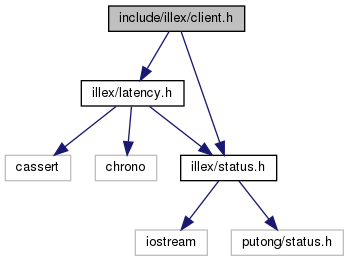 include/illex/client.h
illex/latency.h
cassert
chrono
illex/status.h
iostream
putong/status.h